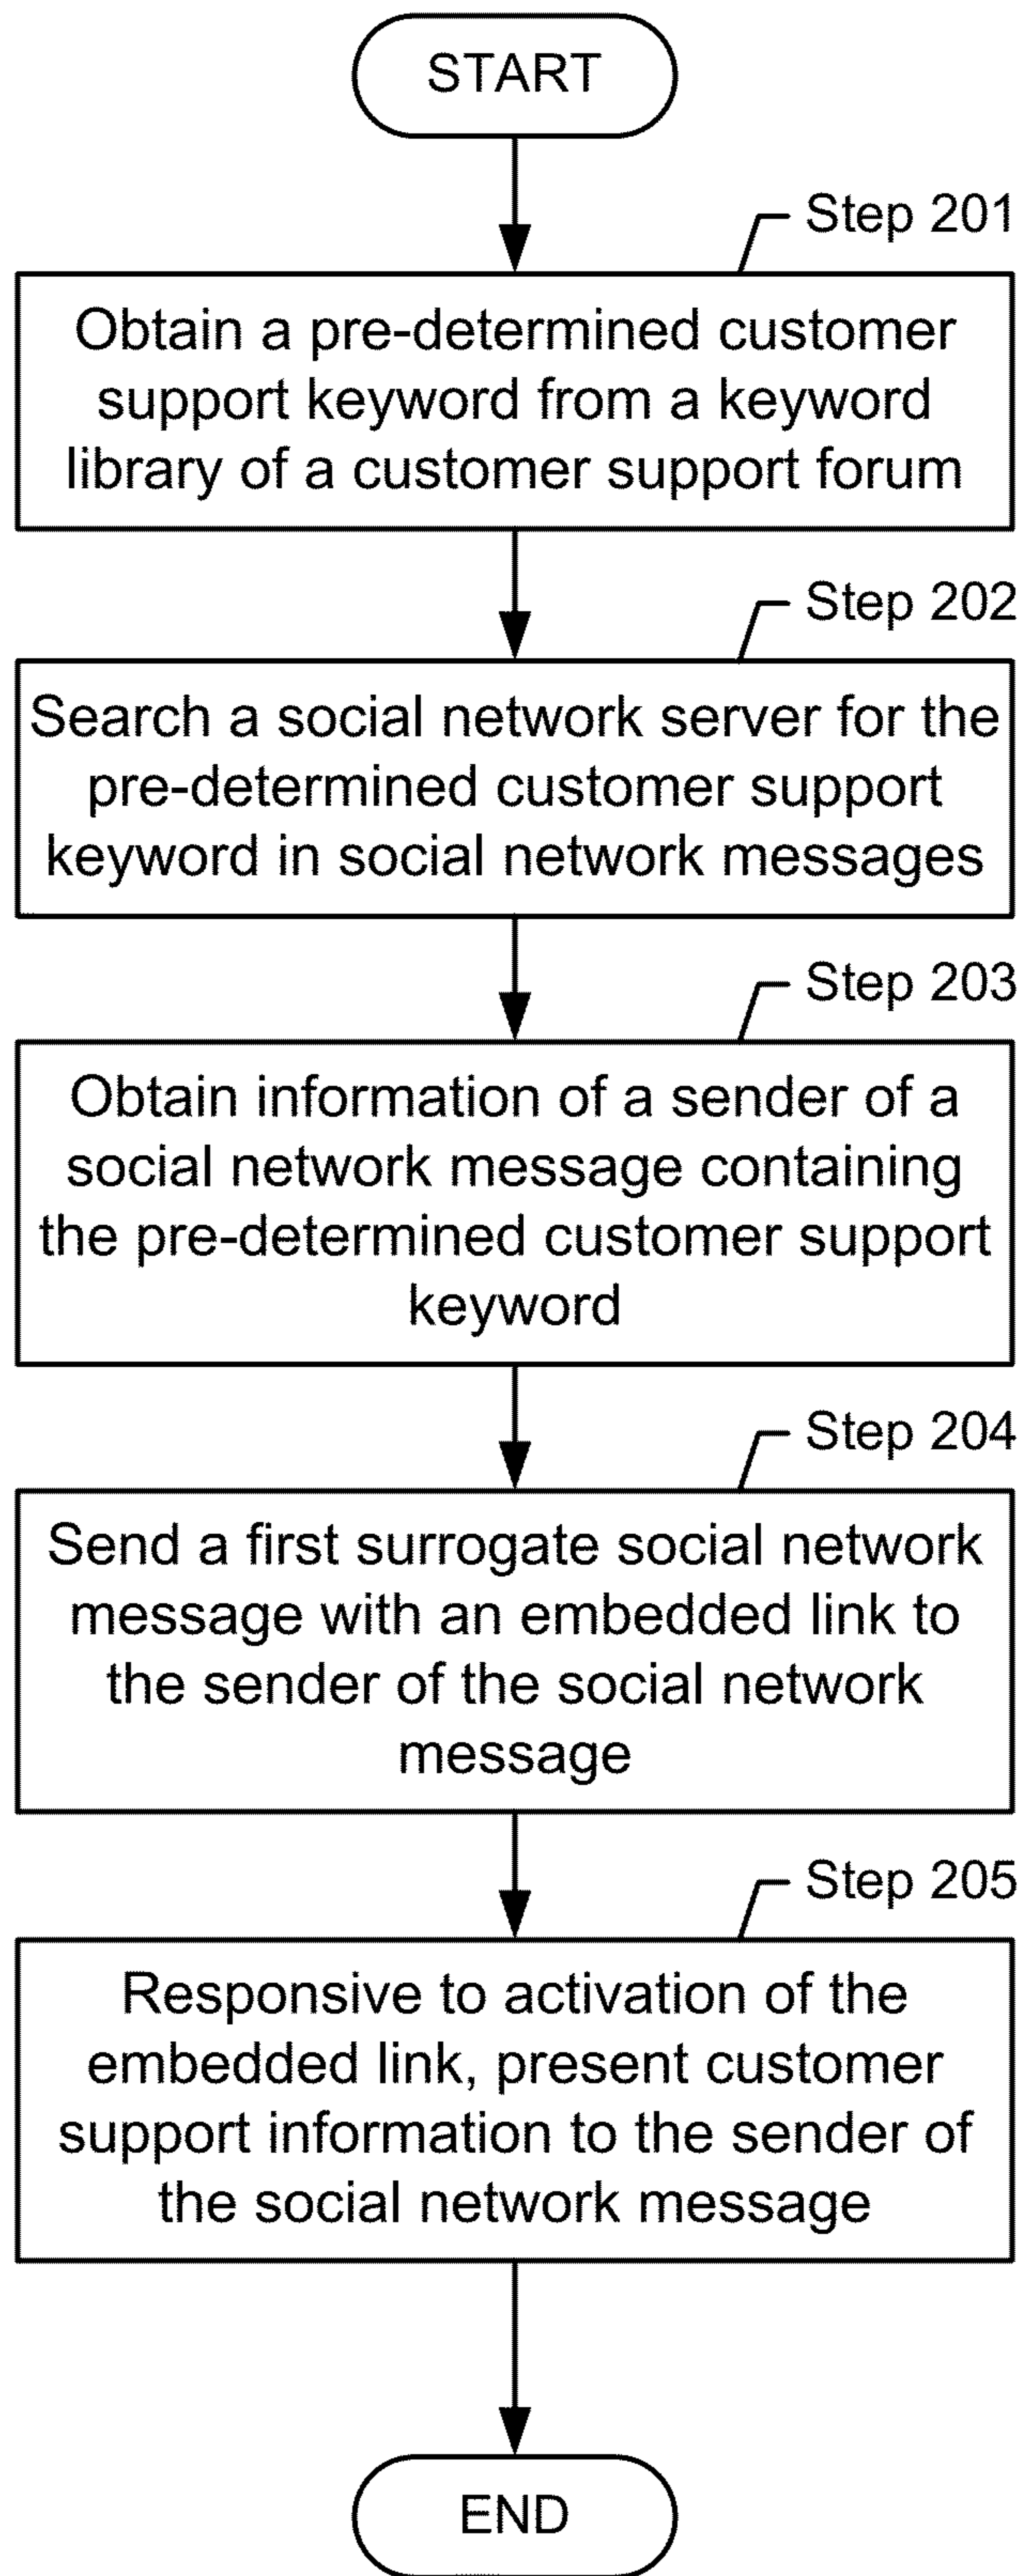 START
Step 201
Obtain a pre-determined customer
support keyword from a keyword
library of a customer support forum
Step 202
Search a social network server for the
pre-determined customer support
keyword in social network messages
Step 203
Obtain information of a sender of a
social network message containing
the pre-determined customer support
keyword
Step 204
Send a first surrogate social network
message with an embedded link to
the sender of the social network
message
Step 205
Responsive to activation of the
embedded link, present customer
support information to the sender of
the social network message
END